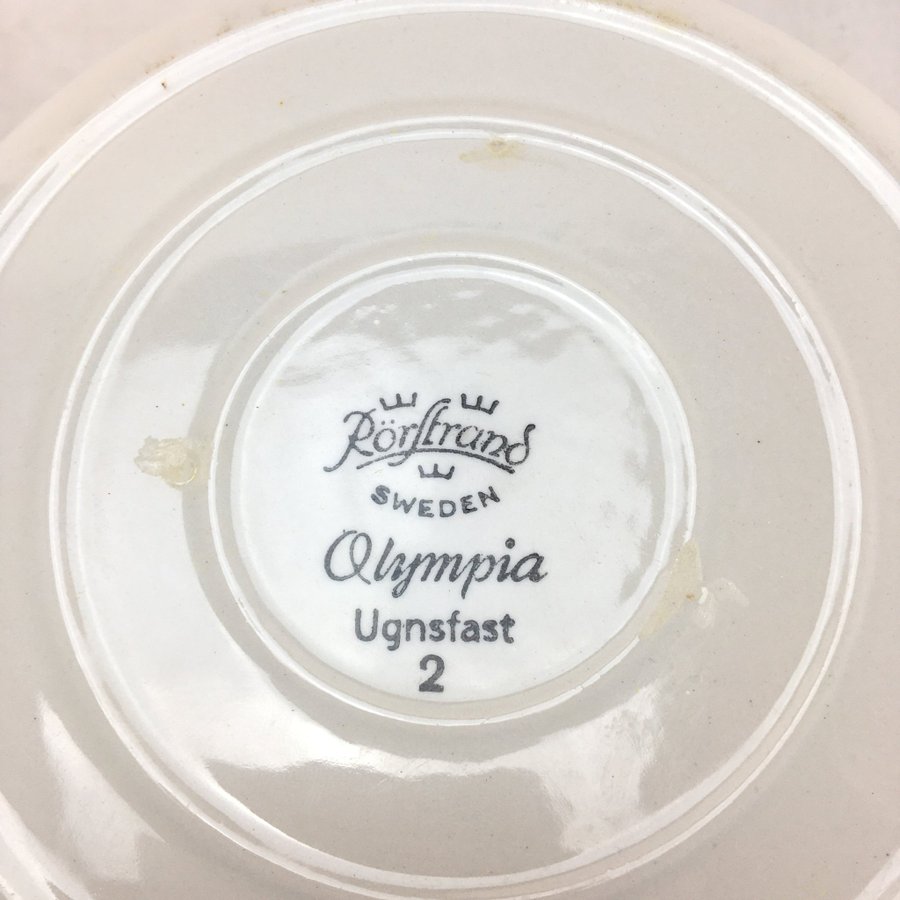 Rörstrand
SWEDEN
Olympia
Ugnsfast
2